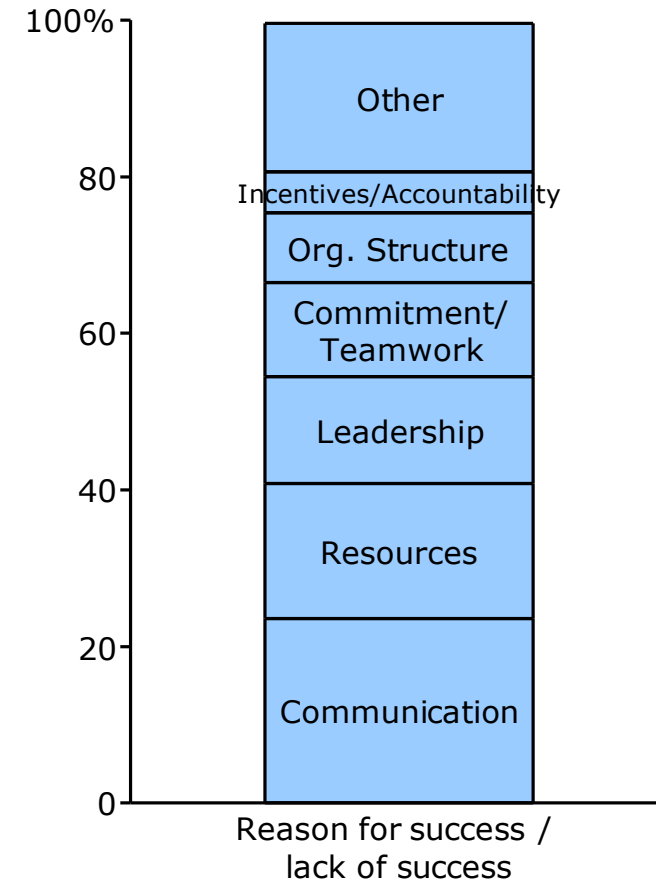 100%
Other
80
Incentives/Accountability
Org. Structure
Commitment/
Teamwork
60
Leadership
40
Resources
20
Communication
0
Reason for success /
lack of success